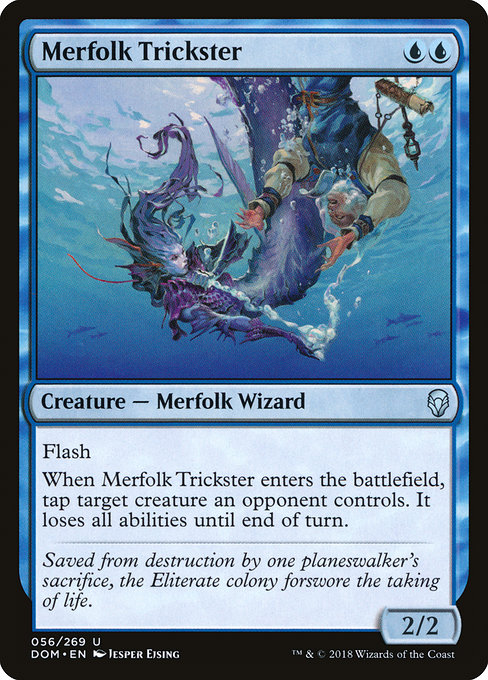 Merfolk Trickster
Creature — Merfolk Wizard
Flash
When Merfolk Trickster enters the battlefield,
tap target creature an opponent controls. It
loses all abilities until end of turn.
Saved from destruction by one planeswalker's
sacrifice, the Eliterate colony forswore the taking
of life.
2/2
056/269 U
DOM • EN Jesper Eising
™ & © 2018 Wizards of the Coast